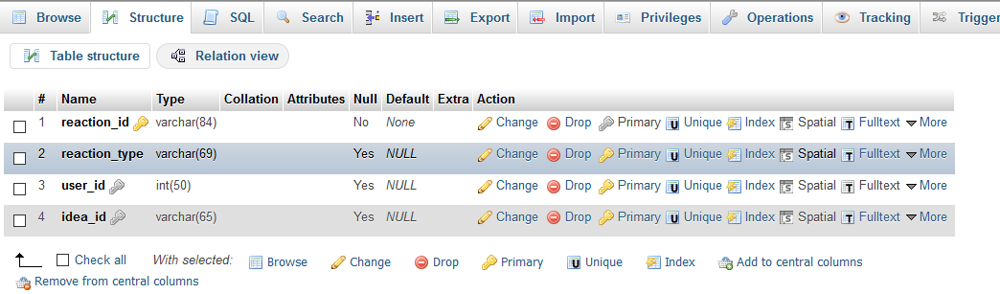 Browse Structure SQL Search Insert Export Import Privileges Operations Tracking Trigger
Table structure Relation view
# Name Type Collation Attributes Null Default Extra Action
1 reaction_id varchar(84) No None Change Drop Primary Unique Index Spatial Fulltext More
2 reaction_type varchar(69) Yes NULL Change Drop Primary Unique Index Spatial Fulltext More
3 user_id int(50) Yes NULL Change Drop Primary Unique Index Spatial Fulltext More
4 idea_id varchar(65) Yes NULL Change Drop Primary Unique Index Spatial Fulltext More
Check all With selected: Browse Change Drop Primary Unique Index Add to central columns
Remove from central columns